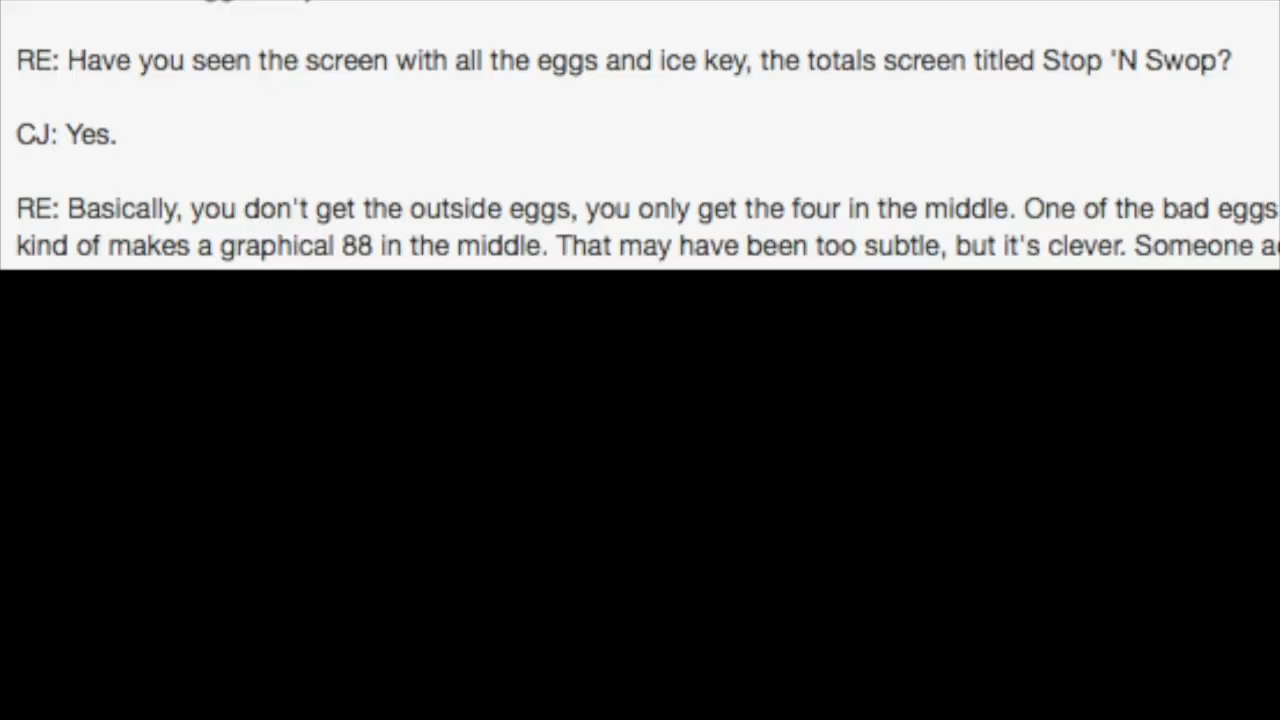 RE: Have you seen the screen with all the eggs and ice key, the totals screen titled Stop 'N Swop?
CJ: Yes.
RE: Basically, you don't get the outside eggs, you only get the four in the middle. One of the bad eggs
kind of makes a graphical 88 in the middle. That may have been too subtle, but it's clever. Someone